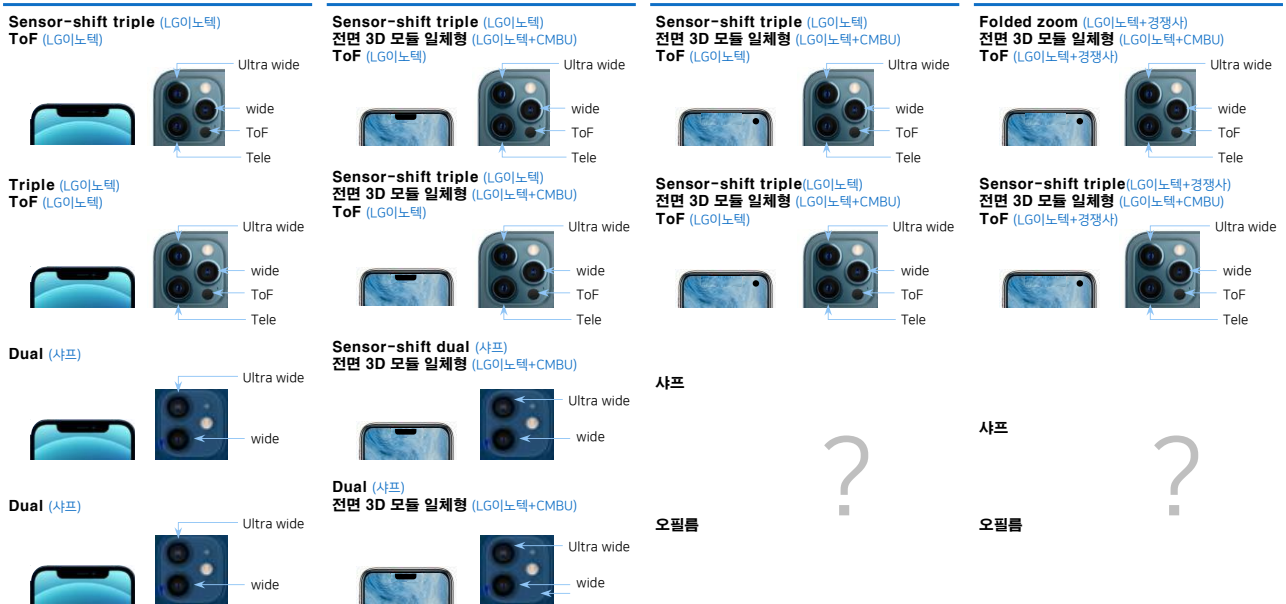 Sensor-shift triple (LG이노텍)
ToF (LG이노텍)
Ultra wide
wide
ToF
Tele
Triple (LG이노텍)
ToF (LG이노텍)
Ultra wide
wide
ToF
Tele
Dual (샤프)
Ultra wide
wide
Dual (샤프)
Ultra wide
wide
Sensor-shift triple (LG이노텍)
전면 3D 모듈 일체형 (LG이노텍+CMBU)
ToF (LG이노텍)
Ultra wide
wide
ToF
Tele
Sensor-shift triple (LG이노텍)
전면 3D 모듈 일체형 (LG이노텍+CMBU)
ToF (LG이노텍)
Ultra wide
wide
ToF
Tele
Sensor-shift dual (샤프)
전면 3D 모듈 일체형 (LG이노텍+CMBU)
Ultra wide
wide
Dual (샤프)
전면 3D 모듈 일체형 (LG이노텍+CMBU)
Ultra wide
wide
Sensor-shift triple (LG이노텍)
전면 3D 모듈 일체형 (LG이노텍+CMBU)
ToF (LG이노텍)
Ultra wide
wide
ToF
Tele
Sensor-shift triple(LG이노텍)
전면 3D 모듈 일체형 (LG이노텍+CMBU)
ToF (LG이노텍)
Ultra wide
wide
ToF
Tele
샤프
?
오필름
Folded zoom (LG이노텍+경쟁사)
전면 3D 모듈 일체형 (LG이노텍+CMBU)
ToF (LG이노텍+경쟁사)
Ultra wide
wide
ToF
Tele
Sensor-shift triple(LG이노텍+경쟁사)
전면 3D 모듈 일체형 (LG이노텍+CMBU)
ToF (LG이노텍+경쟁사)
Ultra wide
wide
ToF
Tele
샤프
?
오필름